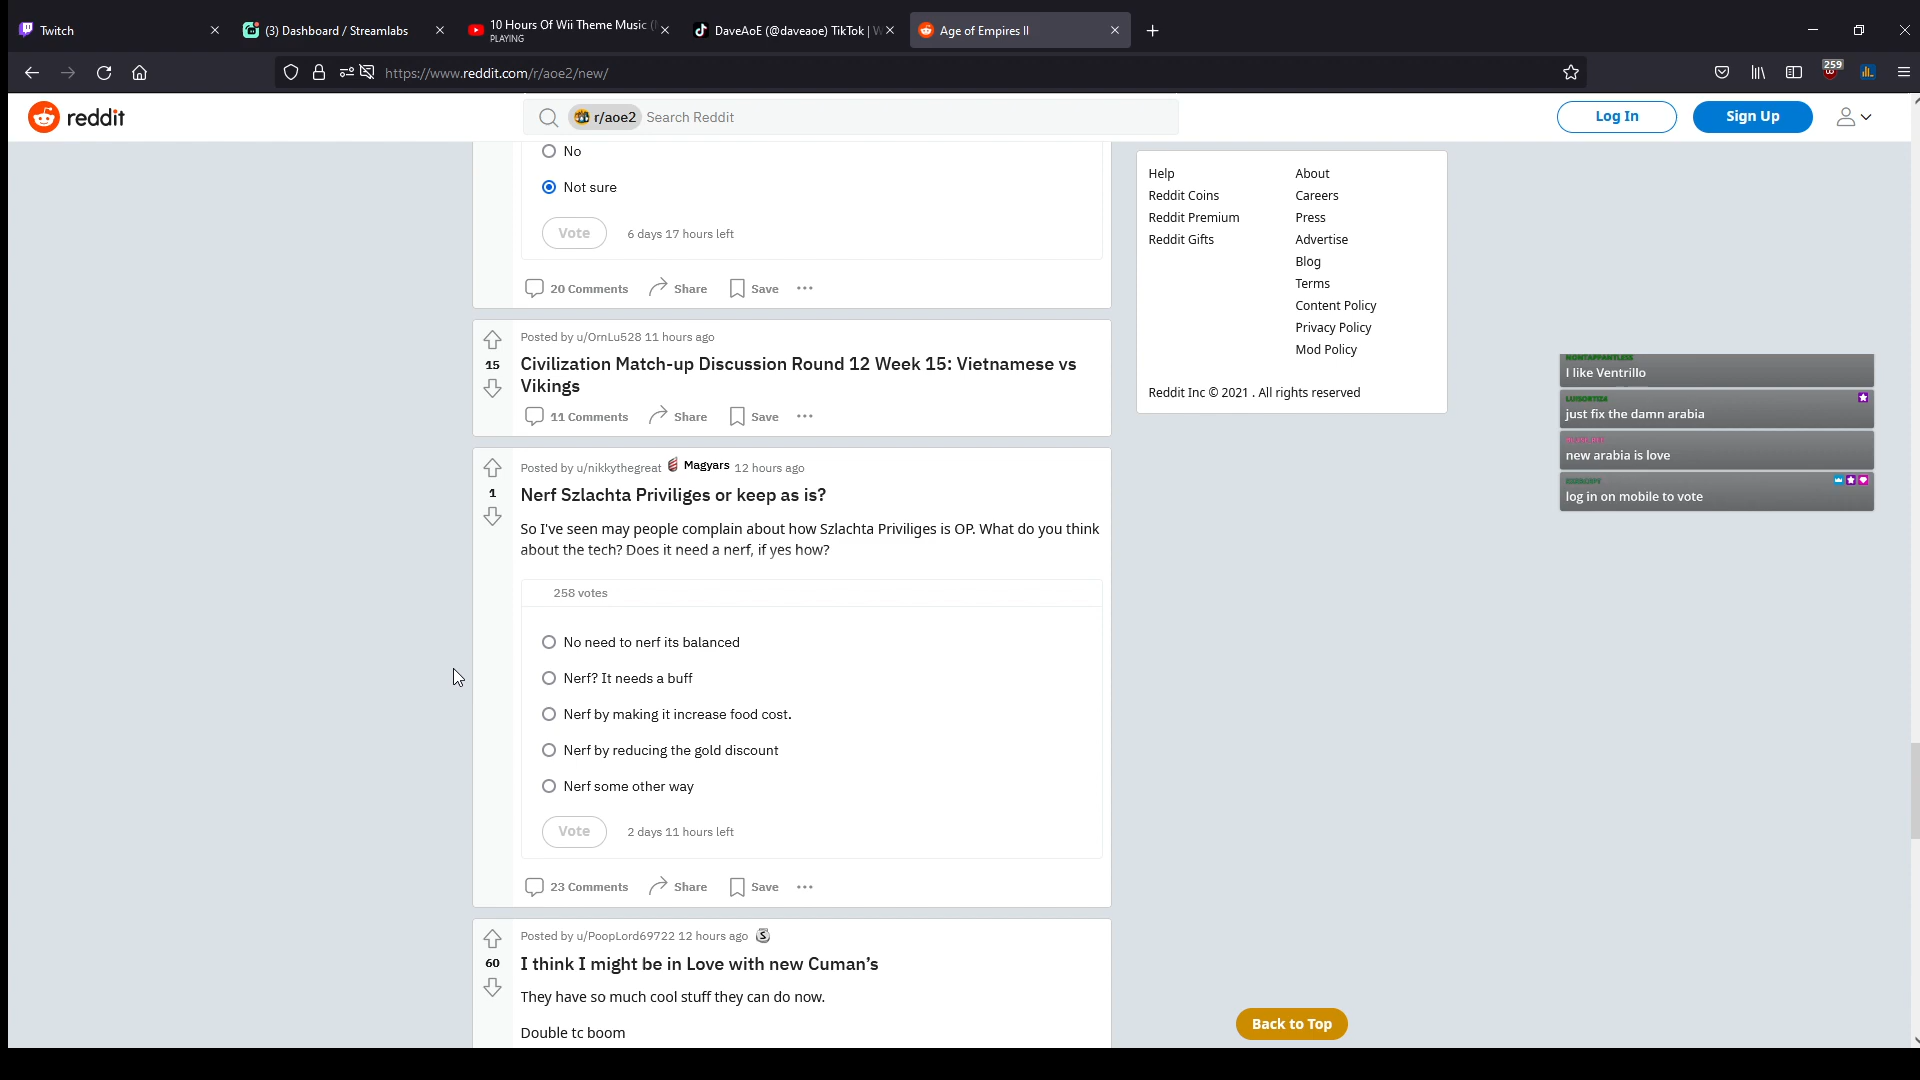 Twitch
(3) Dashboard / Streamlabs
10 Hours Of Wii Theme Music
PLAYING
DaveAoE (@daveaoe) TikTok |
Age of Empires II
https://www.reddit.com/r/aoe2/new/
259
reddit
r/aoe2 Search Reddit
Log In
Sign Up
No
Not sure
Vote
6 days 17 hours left
20 Comments
Share
Save
Posted by u/OrnLu528 11 hours ago
15
Civilization Match-up Discussion Round 12 Week 15: Vietnamese vs
Vikings
11 Comments
Share
Save
Posted by u/nikkythegreat Magyars 12 hours ago
1
Nerf Szlachta Priviliges or keep as is?
So I've seen may people complain about how Szlachta Priviliges is OP. What do you think
about the tech? Does it need a nerf, if yes how?
258 votes
No need to nerf its balanced
Nerf? It needs a buff
Nerf by making it increase food cost.
Nerf by reducing the gold discount
Nerf some other way
Vote
2 days 11 hours left
23 Comments
Share
Save
Posted by u/PoopLord69722 12 hours ago
60
I think I might be in Love with new Cuman’s
They have so much cool stuff they can do now.
Double tc boom
Help
Reddit Coins
Reddit Premium
Reddit Gifts
About
Careers
Press
Advertise
Blog
Terms
Content Policy
Privacy Policy
Mod Policy
Reddit Inc © 2021 . All rights reserved
I like Ventrillo
just fix the damn arabia
new arabia is love
log in on mobile to vote
Back to Top